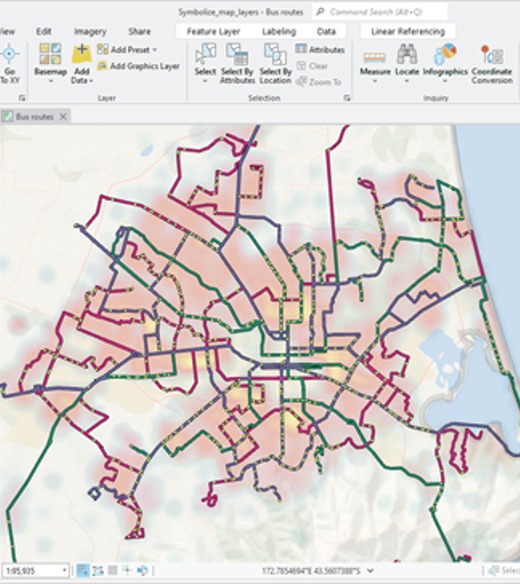 Symbolize_map_layers - Bus routes Command Search (Alt+Q)
View Edit Imagery Share Feature Layer Labeling Data Linear Referencing
Go To XY
Basemap
Add Data
Add Preset
Add Graphics Layer
Select
Select By Attributes
Select By Location
Attributes
Clear
Zoom To
Measure
Locate
Infographics
Coordinate Conversion
Layer
Selection
Inquiry
Bus routes
1:95,935
172.7854694°E 43.5607388°S
Selec